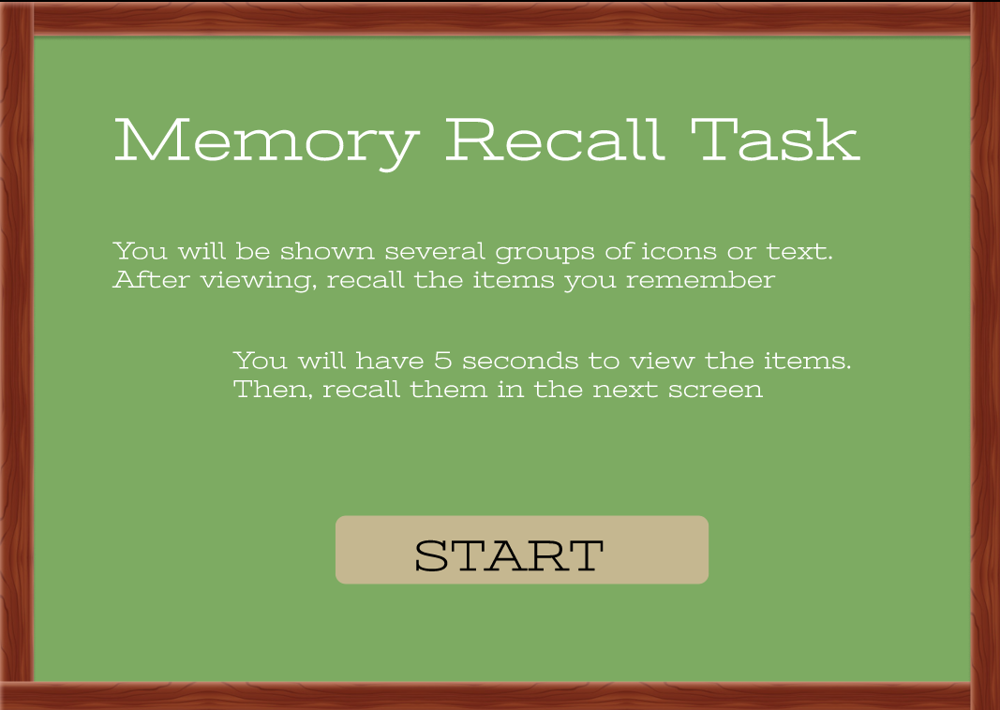 Memory Recall Task
You will be shown several groups of icons or text.
After viewing, recall the items you remember
You will have 5 seconds to view the items.
Then, recall them in the next screen
START